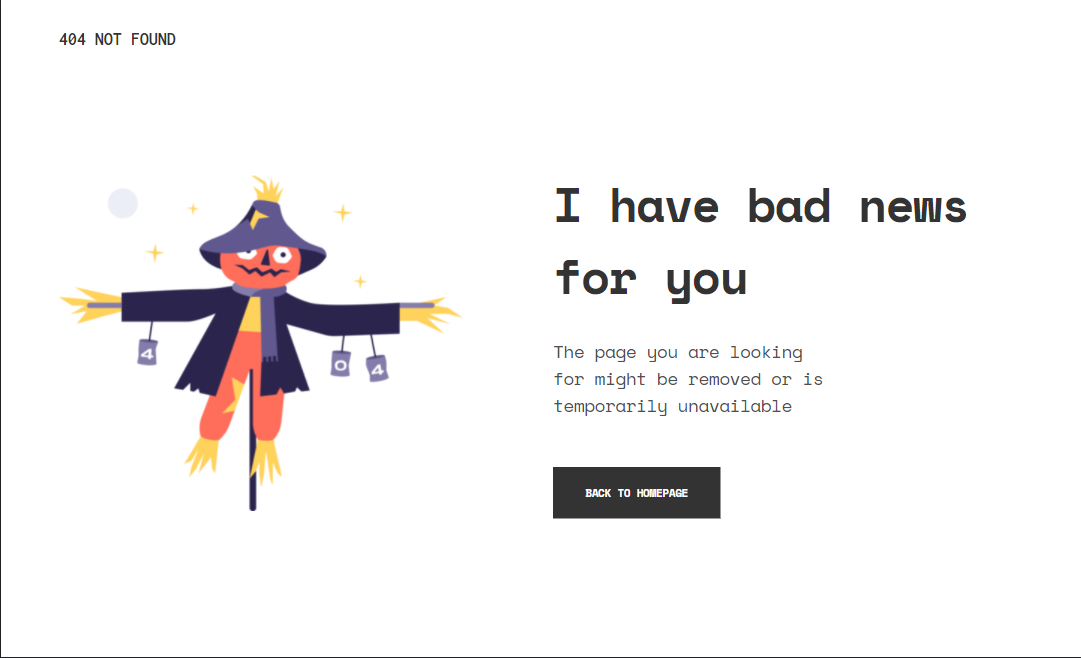 404 NOT FOUND
I have bad news
for you
4
0
4
The page you are looking
for might be removed or is
temporarily unavailable
BACK TO HOMEPAGE